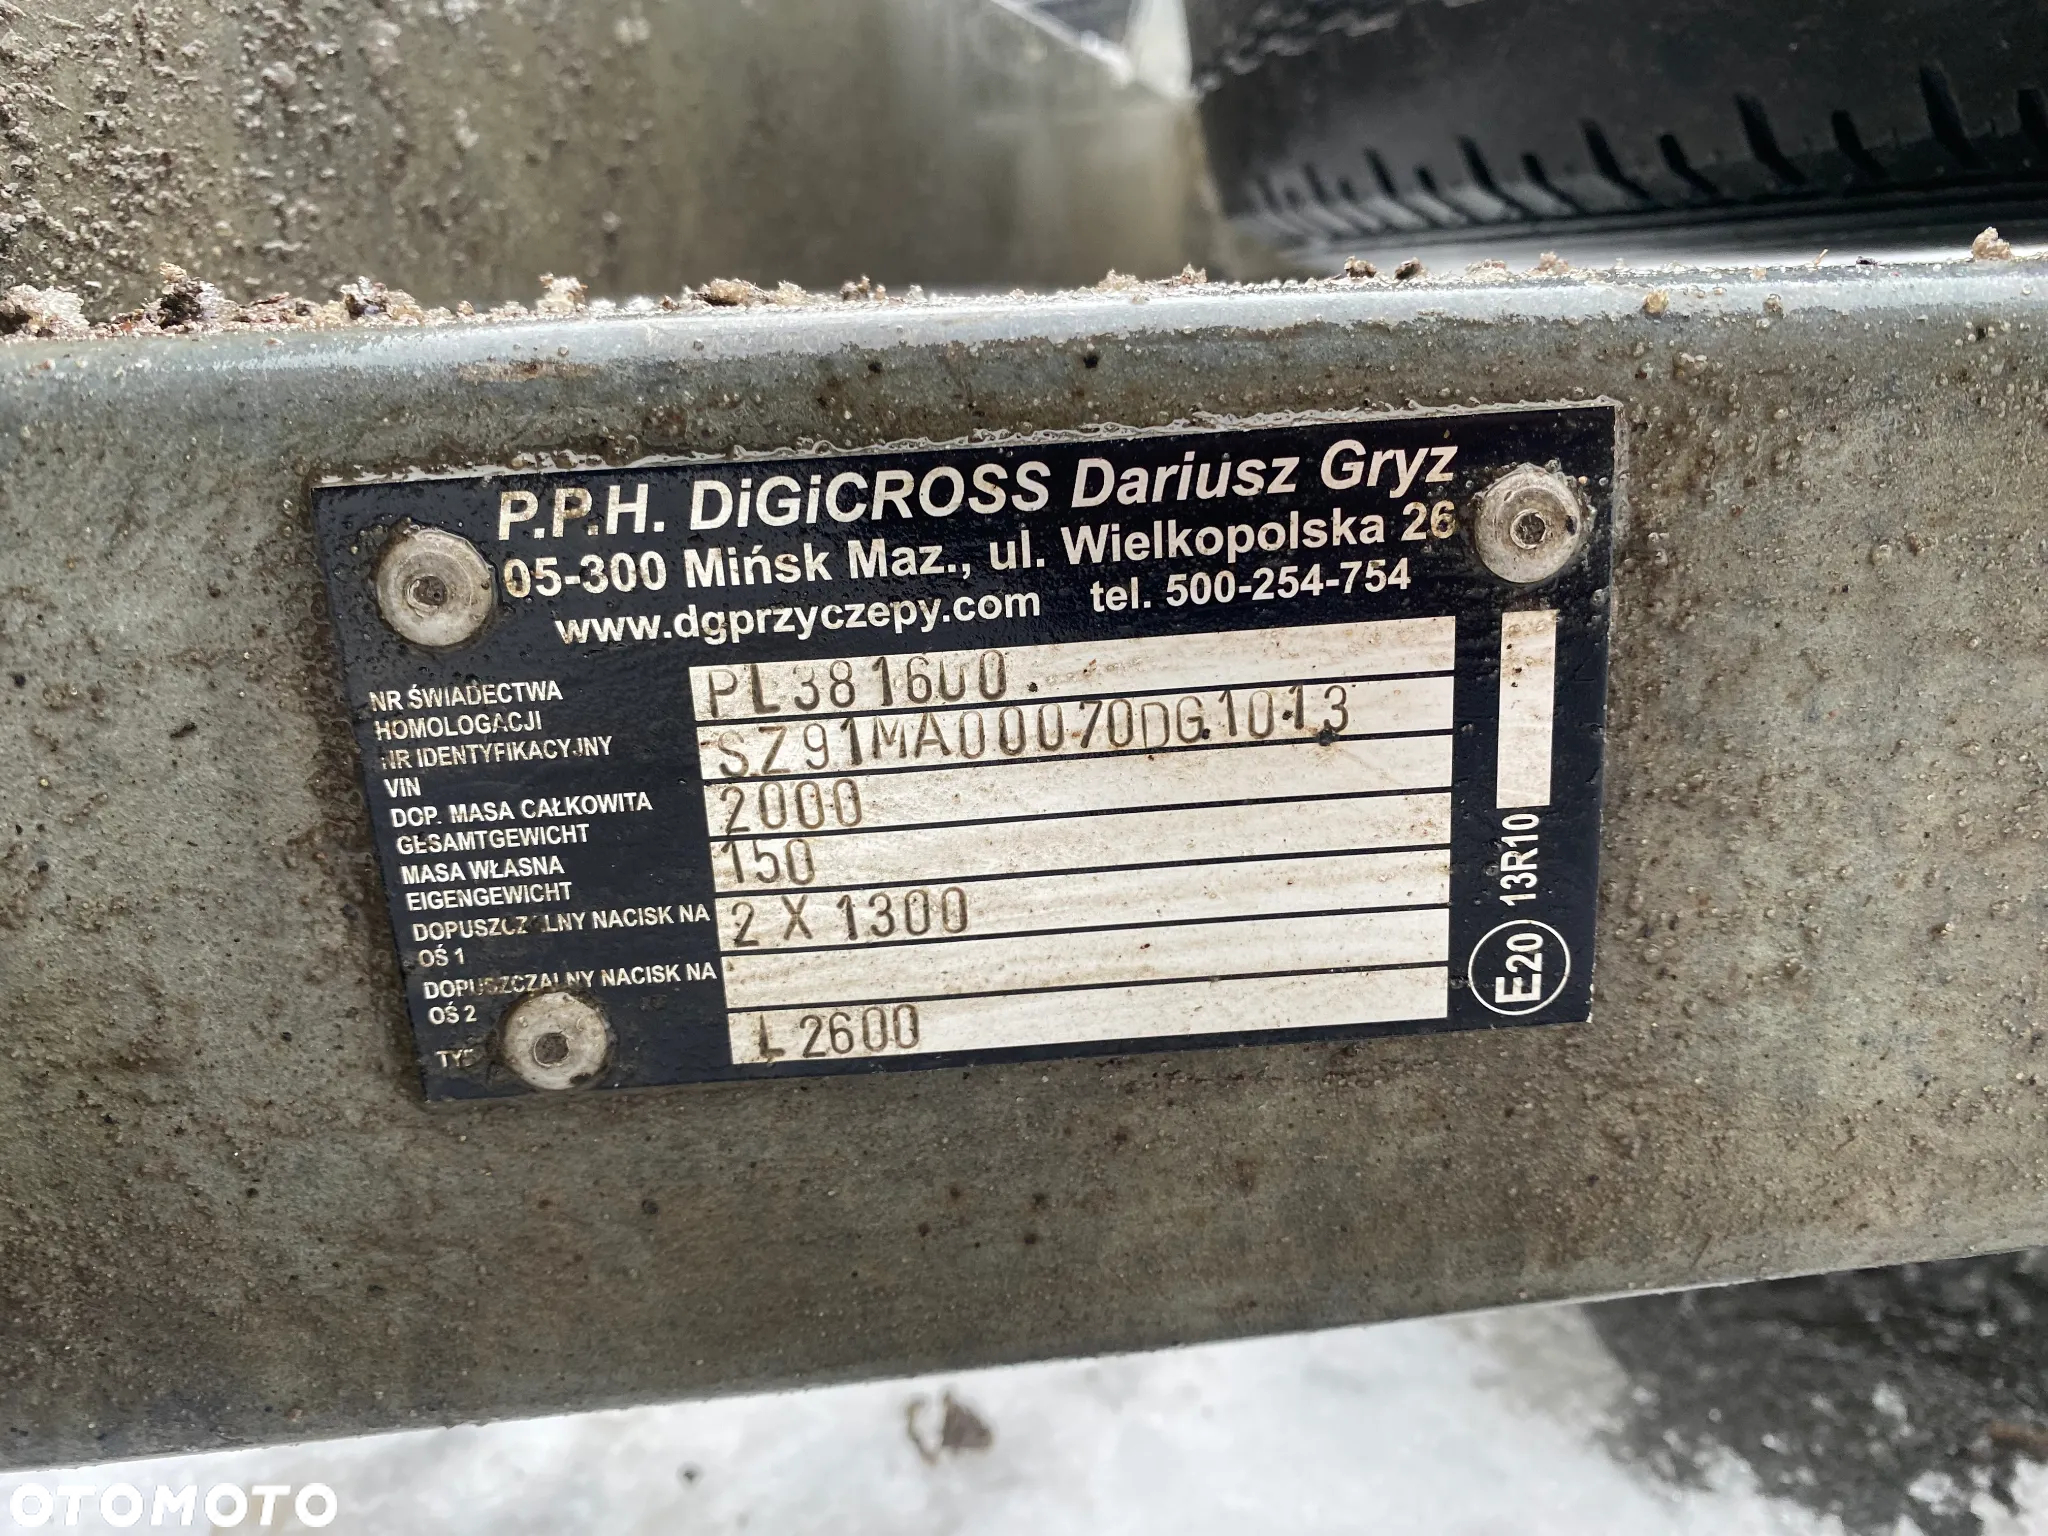 P.P.H. DiGiCROSS Dariusz Gryz
05-300 Mińsk Maz., ul. Wielkopolska 26
www.dgprzyczepy.com tel. 500-254-754
NR ŚWIADECTWA
HOMOLOGACJI
PL381600
NR IDENTYFIKACYJNY
VIN
SZ91MA00070DG1013
DOP. MASA CAŁKOWITA
GESAMTGEWICHT
2000
MASA WŁASNA
EIGENGEWICHT
150
DOPUSZCZALNY NACISK NA
OŚ 1
2 X 1300
DOPUSZCZALNY NACISK NA
OŚ 2
TYP
L2600
E20 13R10
OTOMOTO